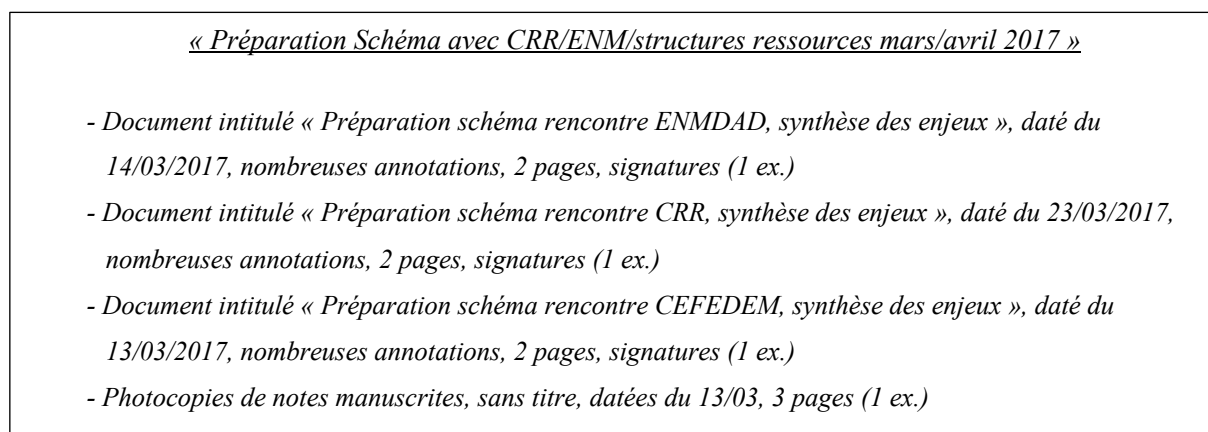 « Préparation Schéma avec CRR/ENM/structures ressources mars/avril 2017 »
- Document intitulé « Préparation schéma rencontre ENMDAD, synthèse des enjeux », daté du
14/03/2017, nombreuses annotations, 2 pages, signatures (1 ex.)
- Document intitulé « Préparation schéma rencontre CRR, synthèse des enjeux », daté du 23/03/2017,
nombreuses annotations, 2 pages, signatures (1 ex.)
- Document intitulé « Préparation schéma rencontre CEFEDEM, synthèse des enjeux », daté du
13/03/2017, nombreuses annotations, 2 pages, signatures (1 ex.)
- Photocopies de notes manuscrites, sans titre, datées du 13/03, 3 pages (1 ex.)